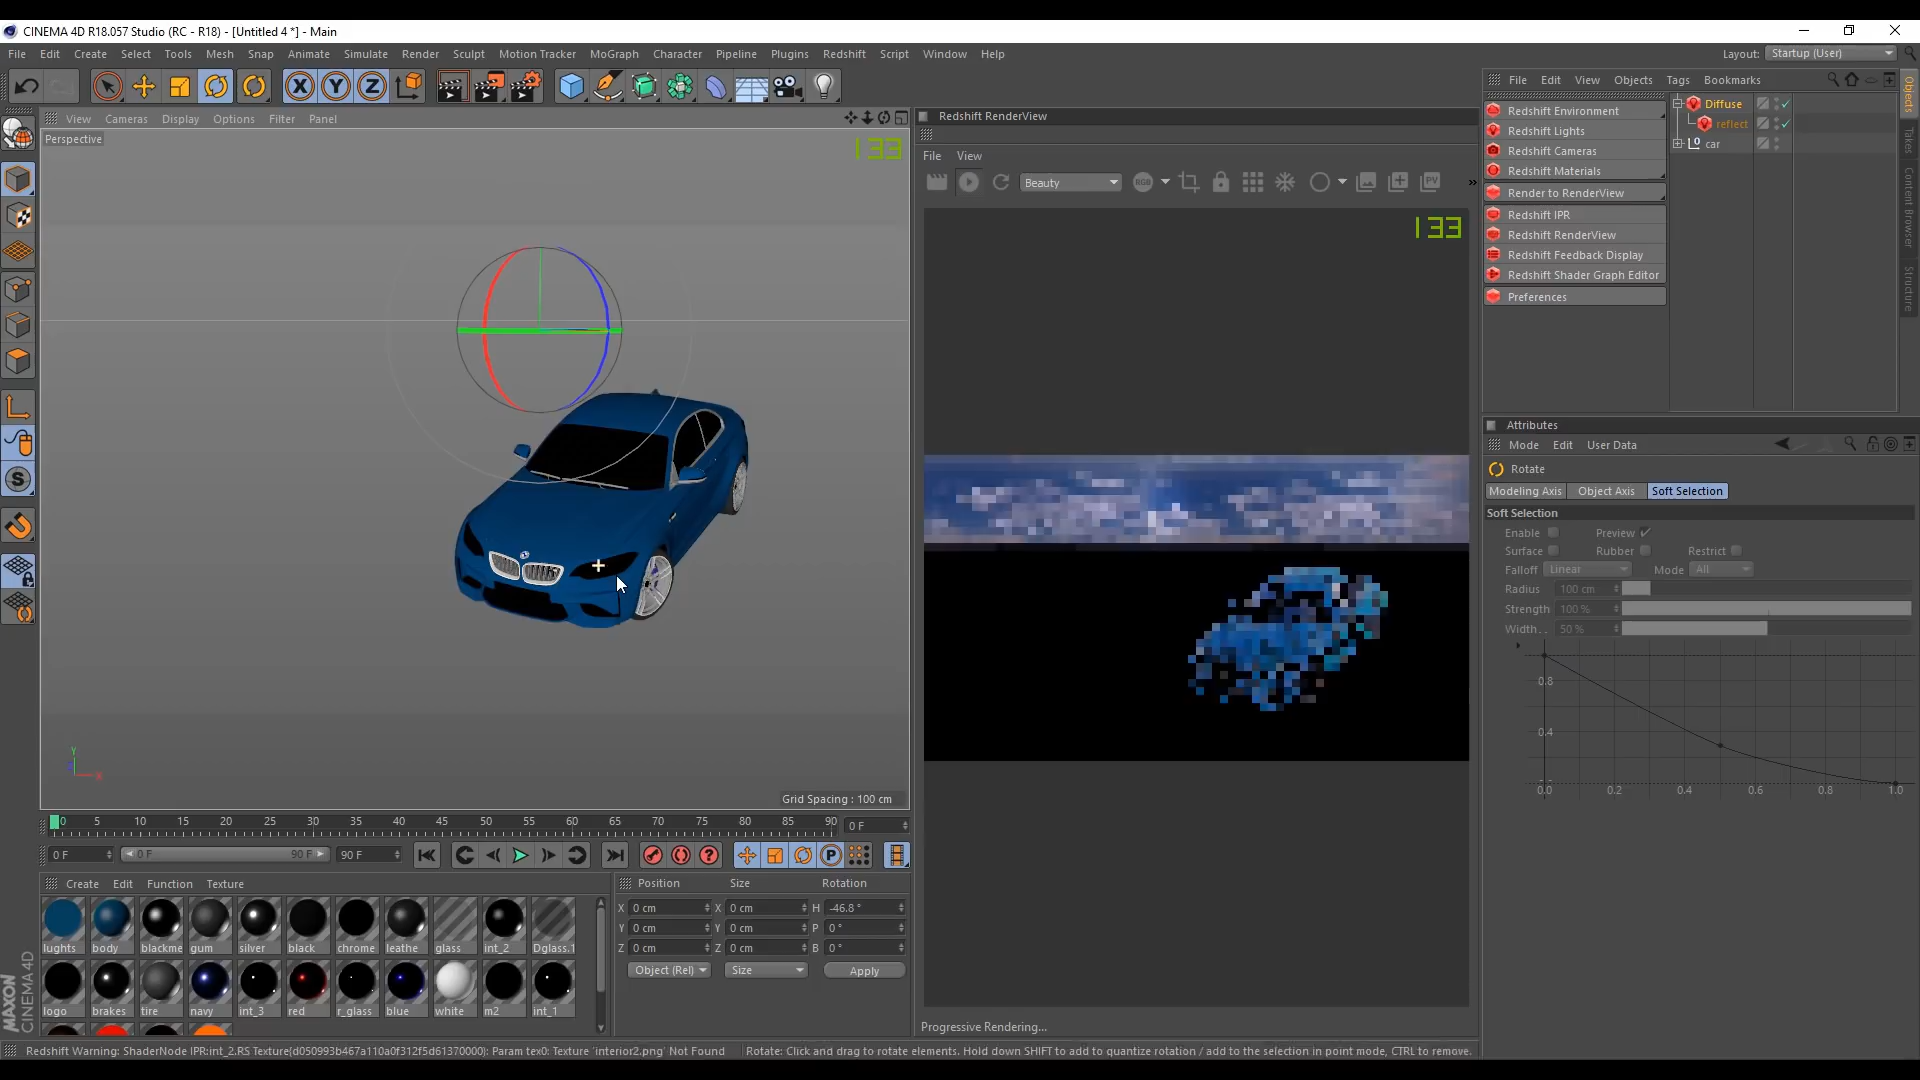 CINEMA 4D R18.057 Studio (RC - R18) - [Untitled 4 *] - Main
File Edit Create Select Tools Mesh Snap Animate Simulate Render Sculpt Motion Tracker MoGraph Character Pipeline Plugins Redshift Script Window Help
Layout: Startup (User)
X Y Z
View Cameras Display Options Filter Panel
Perspective
133
Grid Spacing : 100 cm
Redshift RenderView
File View
Beauty
RGB
PV
»
133
Progressive Rendering...
File Edit View Objects Tags Bookmarks
Redshift Environment
Redshift Lights
Redshift Cameras
Redshift Materials
Render to RenderView
Redshift IPR
Redshift RenderView
Redshift Feedback Display
Redshift Shader Graph Editor
Preferences
Diffuse
reflect
car
Objects
Takes
Content Browser
Structure
Attributes
Mode Edit User Data
Rotate
Modeling Axis Object Axis Soft Selection
Soft Selection
Enable Preview
Surface Rubber Restrict
Falloff Linear Mode All
Radius 100 cm
Strength 100 %
Width. . 50 %
0.8
0.4
0.0 0.2 0.4 0.6 0.8 1.0
0 5 10 15 20 25 30 35 40 45 50 55 60 65 70 75 80 85 90 0 F
0 F 0 F 90 F 90 F
P
Create Edit Function Texture
lughts body blackme gum silver black chrome leathe glass int_2 Dglass.1
logo brakes tire navy int_3 red r_glass blue white m2 int_1
Position Size Rotation
X 0 cm X 0 cm H -46.8 °
Y 0 cm Y 0 cm P 0 °
Z 0 cm Z 0 cm B 0 °
Object (Rel) Size Apply
MAXON
CINEMA 4D
Redshift Warning: ShaderNode IPR:int_2.RS Texture(d050993b467a110a0f312f5d61370000): Param tex0: Texture 'interior2.png' Not Found
Rotate: Click and drag to rotate elements. Hold down SHIFT to add to quantize rotation / add to the selection in point mode, CTRL to remove.